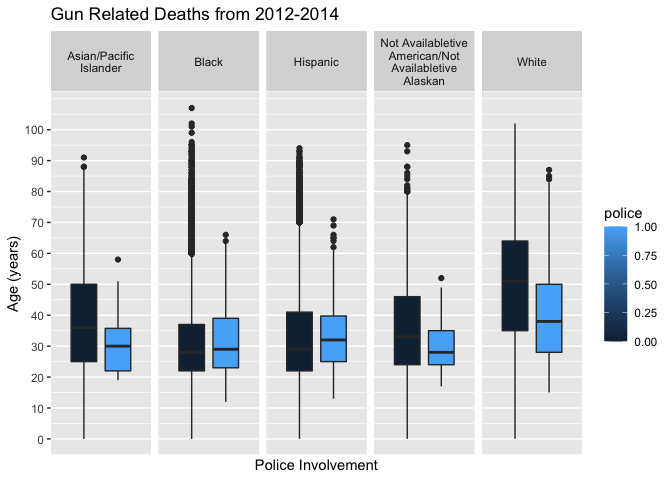 Gun Related Deaths from 2012-2014
Asian/Pacific
Islander
Black
Hispanic
Not Availabletive
American/Not
Availabletive
Alaskan
White
100
90
80
70
60
50
40
30
20
10
0
Age (years)
Police Involvement
police
1.00
0.75
0.50
0.25
0.00